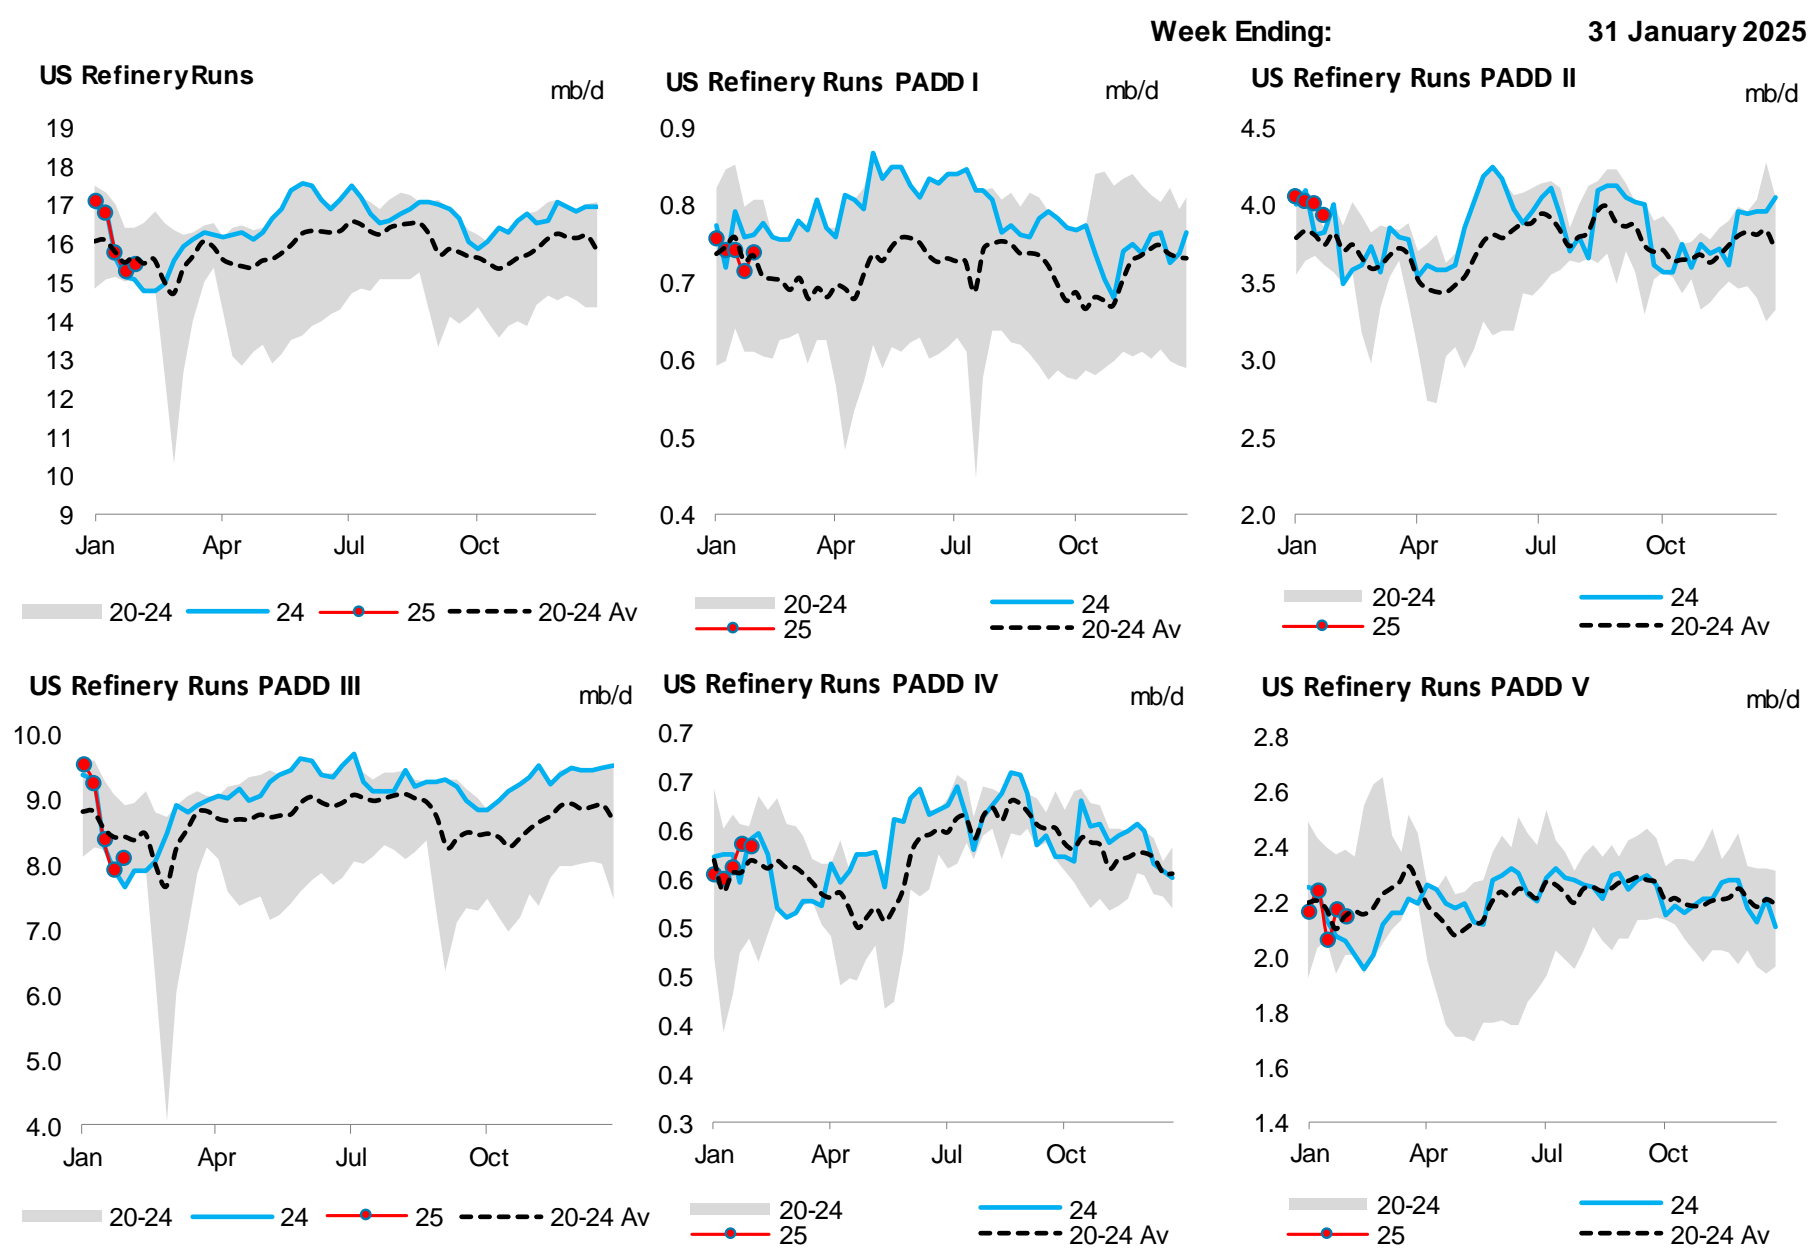 Week Ending: 31 January 2025
US Refinery Runs
mb/d
19
18
17
16
15
14
13
12
11
10
9
Jan Apr Jul Oct
20-24 24 25 20-24 Av
US Refinery Runs PADD I
mb/d
0.9
0.8
0.7
0.6
0.5
0.4
Jan Apr Jul Oct
20-24 24
25 20-24 Av
US Refinery Runs PADD II
mb/d
4.5
4.0
3.5
3.0
2.5
2.0
Jan Apr Jul Oct
20-24 24
25 20-24 Av
US Refinery Runs PADD III
mb/d
10.0
9.0
8.0
7.0
6.0
5.0
4.0
Jan Apr Jul Oct
20-24 24 25 20-24 Av
US Refinery Runs PADD IV
mb/d
0.7
0.7
0.6
0.6
0.5
0.5
0.4
0.4
0.3
Jan Apr Jul Oct
20-24 24
25 20-24 Av
US Refinery Runs PADD V
mb/d
2.8
2.6
2.4
2.2
2.0
1.8
1.6
1.4
Jan Apr Jul Oct
20-24 24
25 20-24 Av